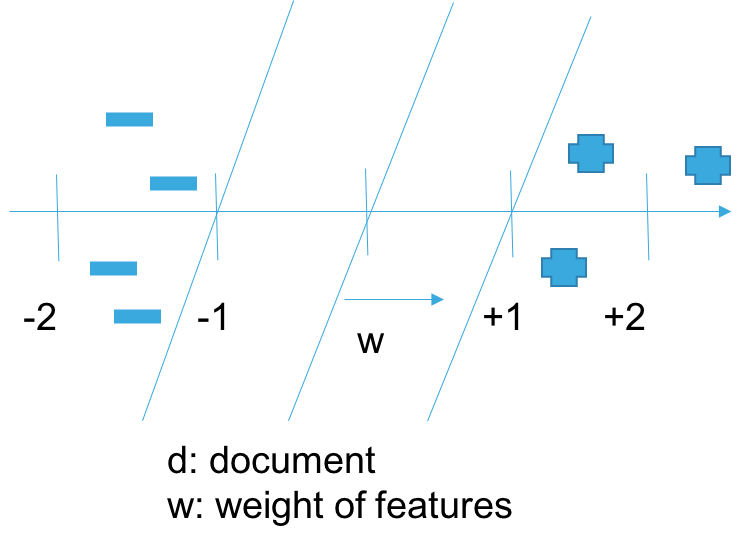 -2 -1 +1 +2
w
d: document
w: weight of features